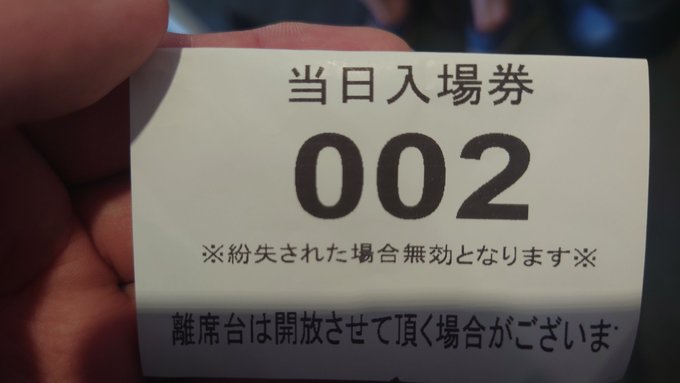 当日入場券
002
※紛失された場合無効となります※
離席台は開放させて頂く場合がございま